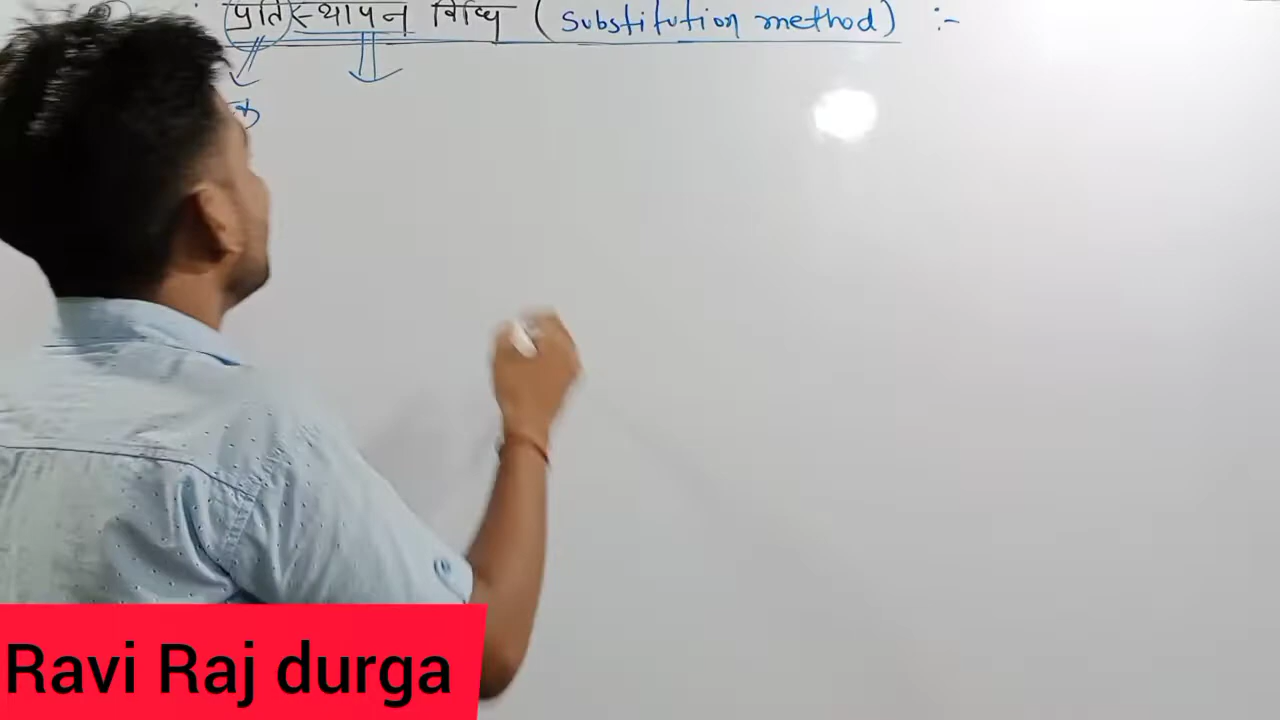 प्रतिस्थापन विधि ( Substitution method ) :-
Ravi Raj durga